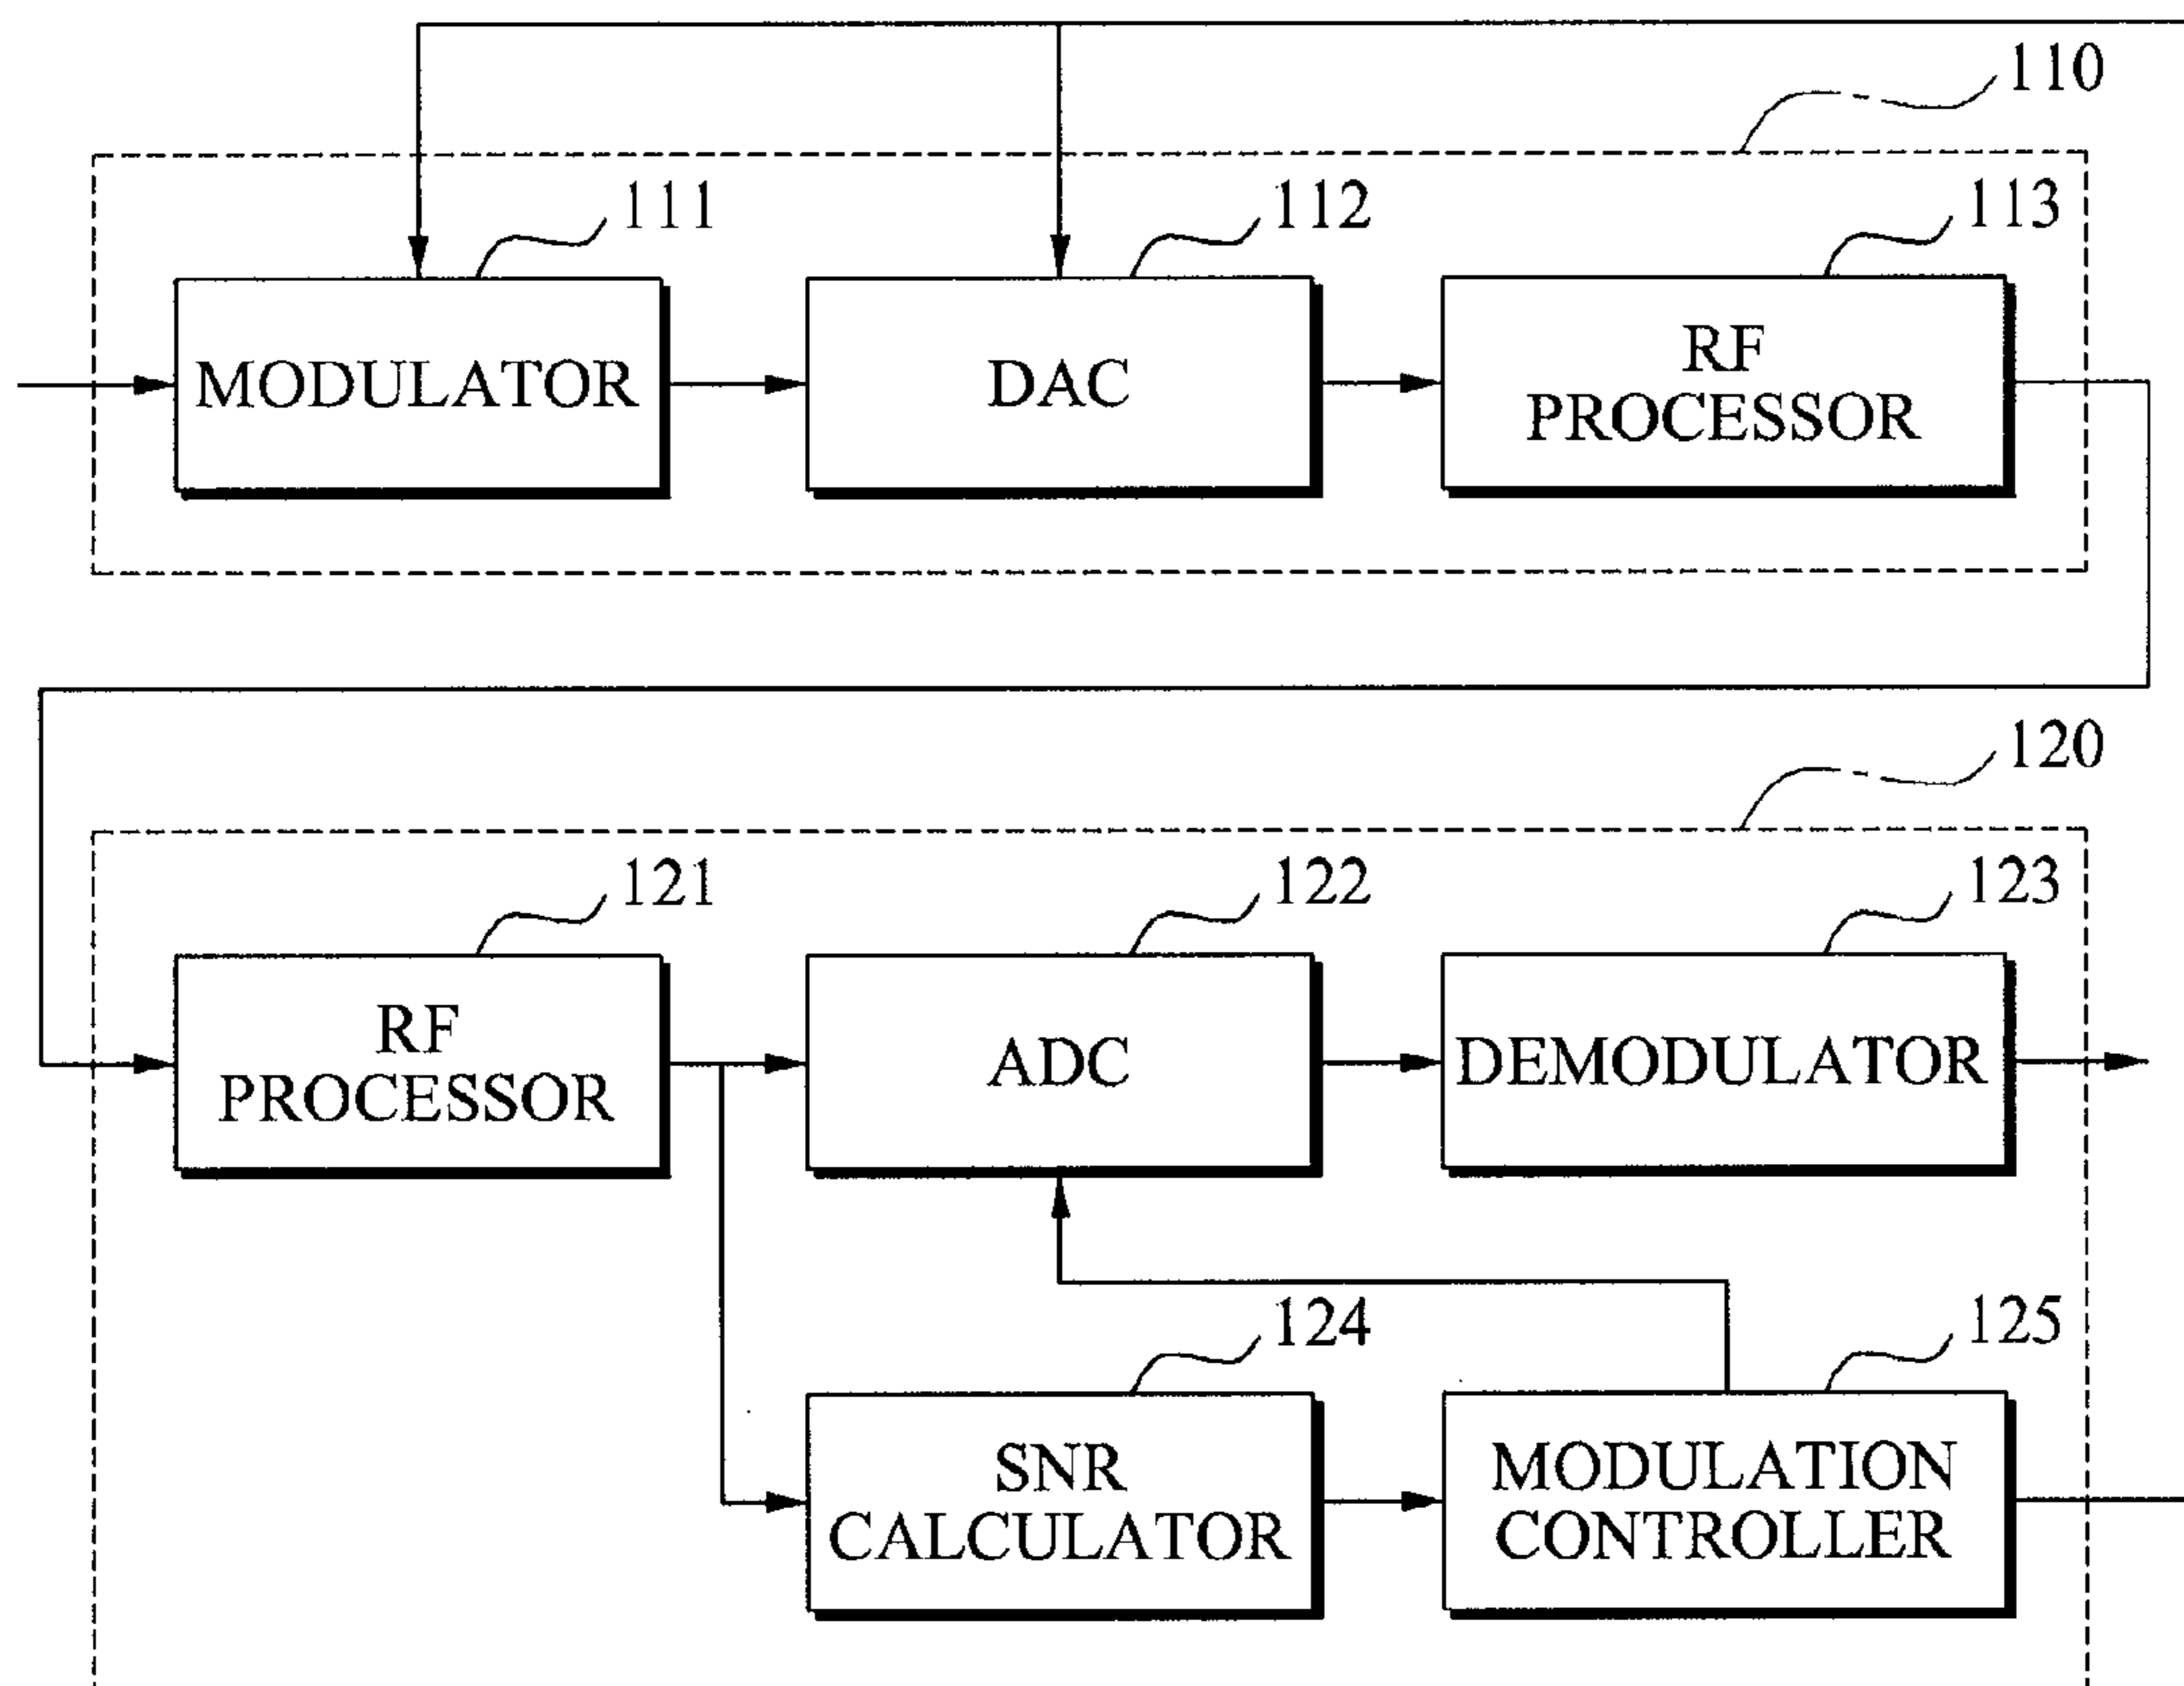 110
111
112
113
MODULATOR
DAC
RF
PROCESSOR
120
121
122
123
RF
PROCESSOR
ADC
DEMODULATOR
124
125
SNR
CALCULATOR
MODULATION
CONTROLLER